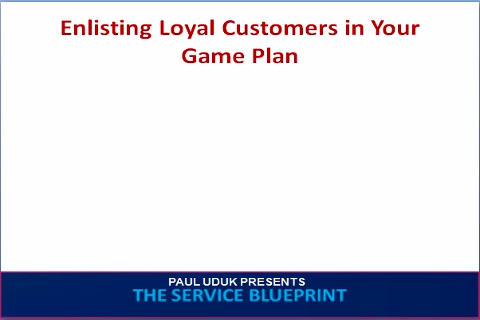 Enlisting Loyal Customers in Your
Game Plan
PAUL UDUK PRESENTS
THE SERVICE BLUEPRINT